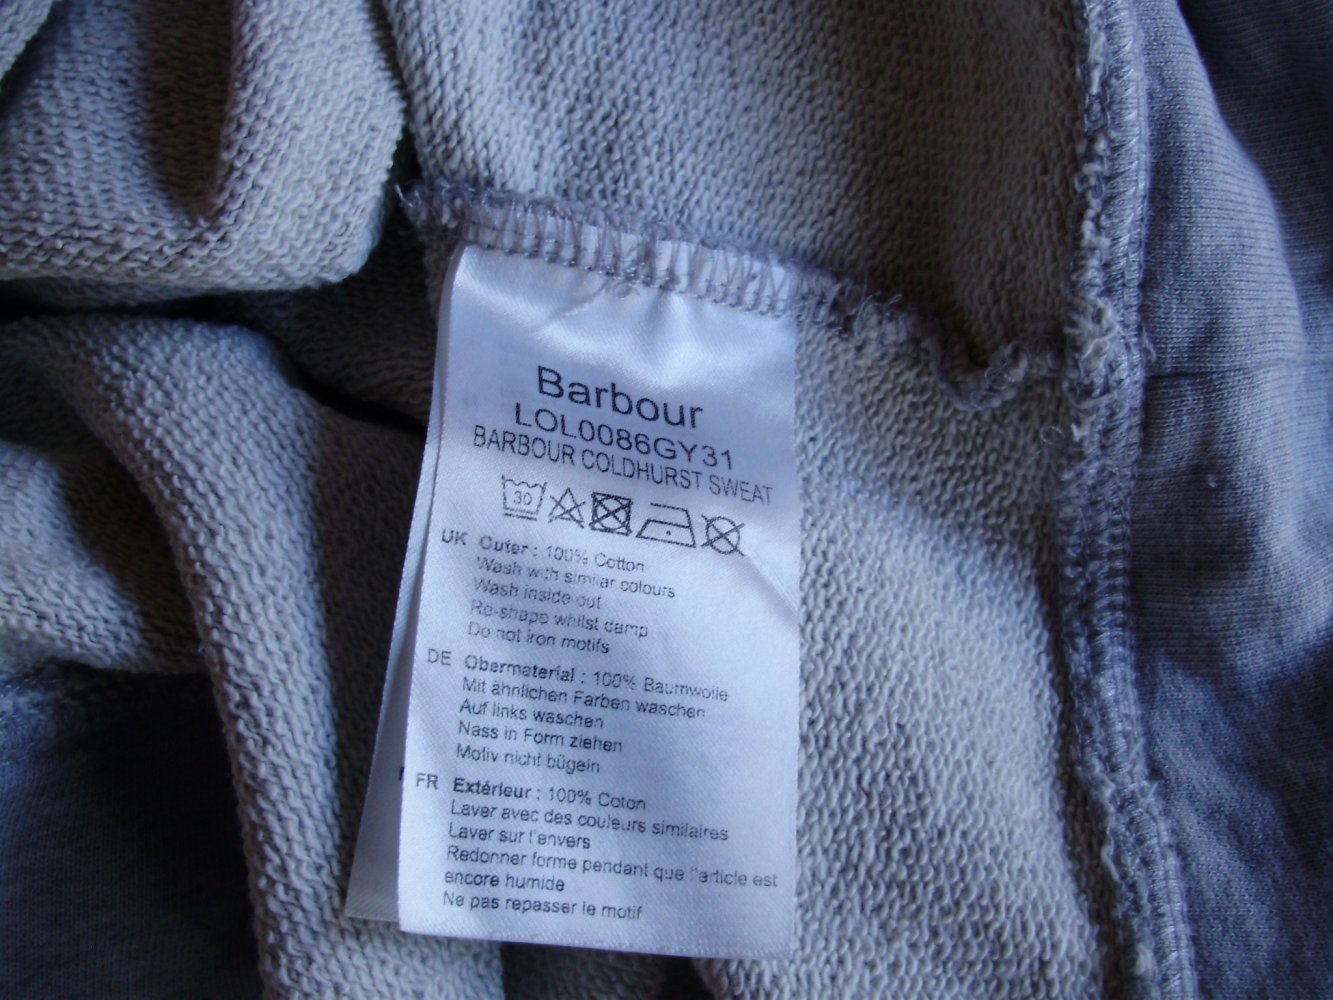 Barbour
LOL0086GY31
BARBOUR COLDHURST SWEAT
30
UK Outer : 100% Cotton
Wash with similar colours
Wash inside out
Re-shape whilst damp
Do not iron motifs
DE Obermaterial : 100% Baumwolle
Mit ähnlichen Farben waschen
Auf links waschen
Nass in Form ziehen
Motiv nicht bügeln
FR Extérieur : 100% Coton
Laver avec des couleurs similaires
Laver sur l'envers
Redonner forme pendant que l'article est
encore humide
Ne pas repasser le motif